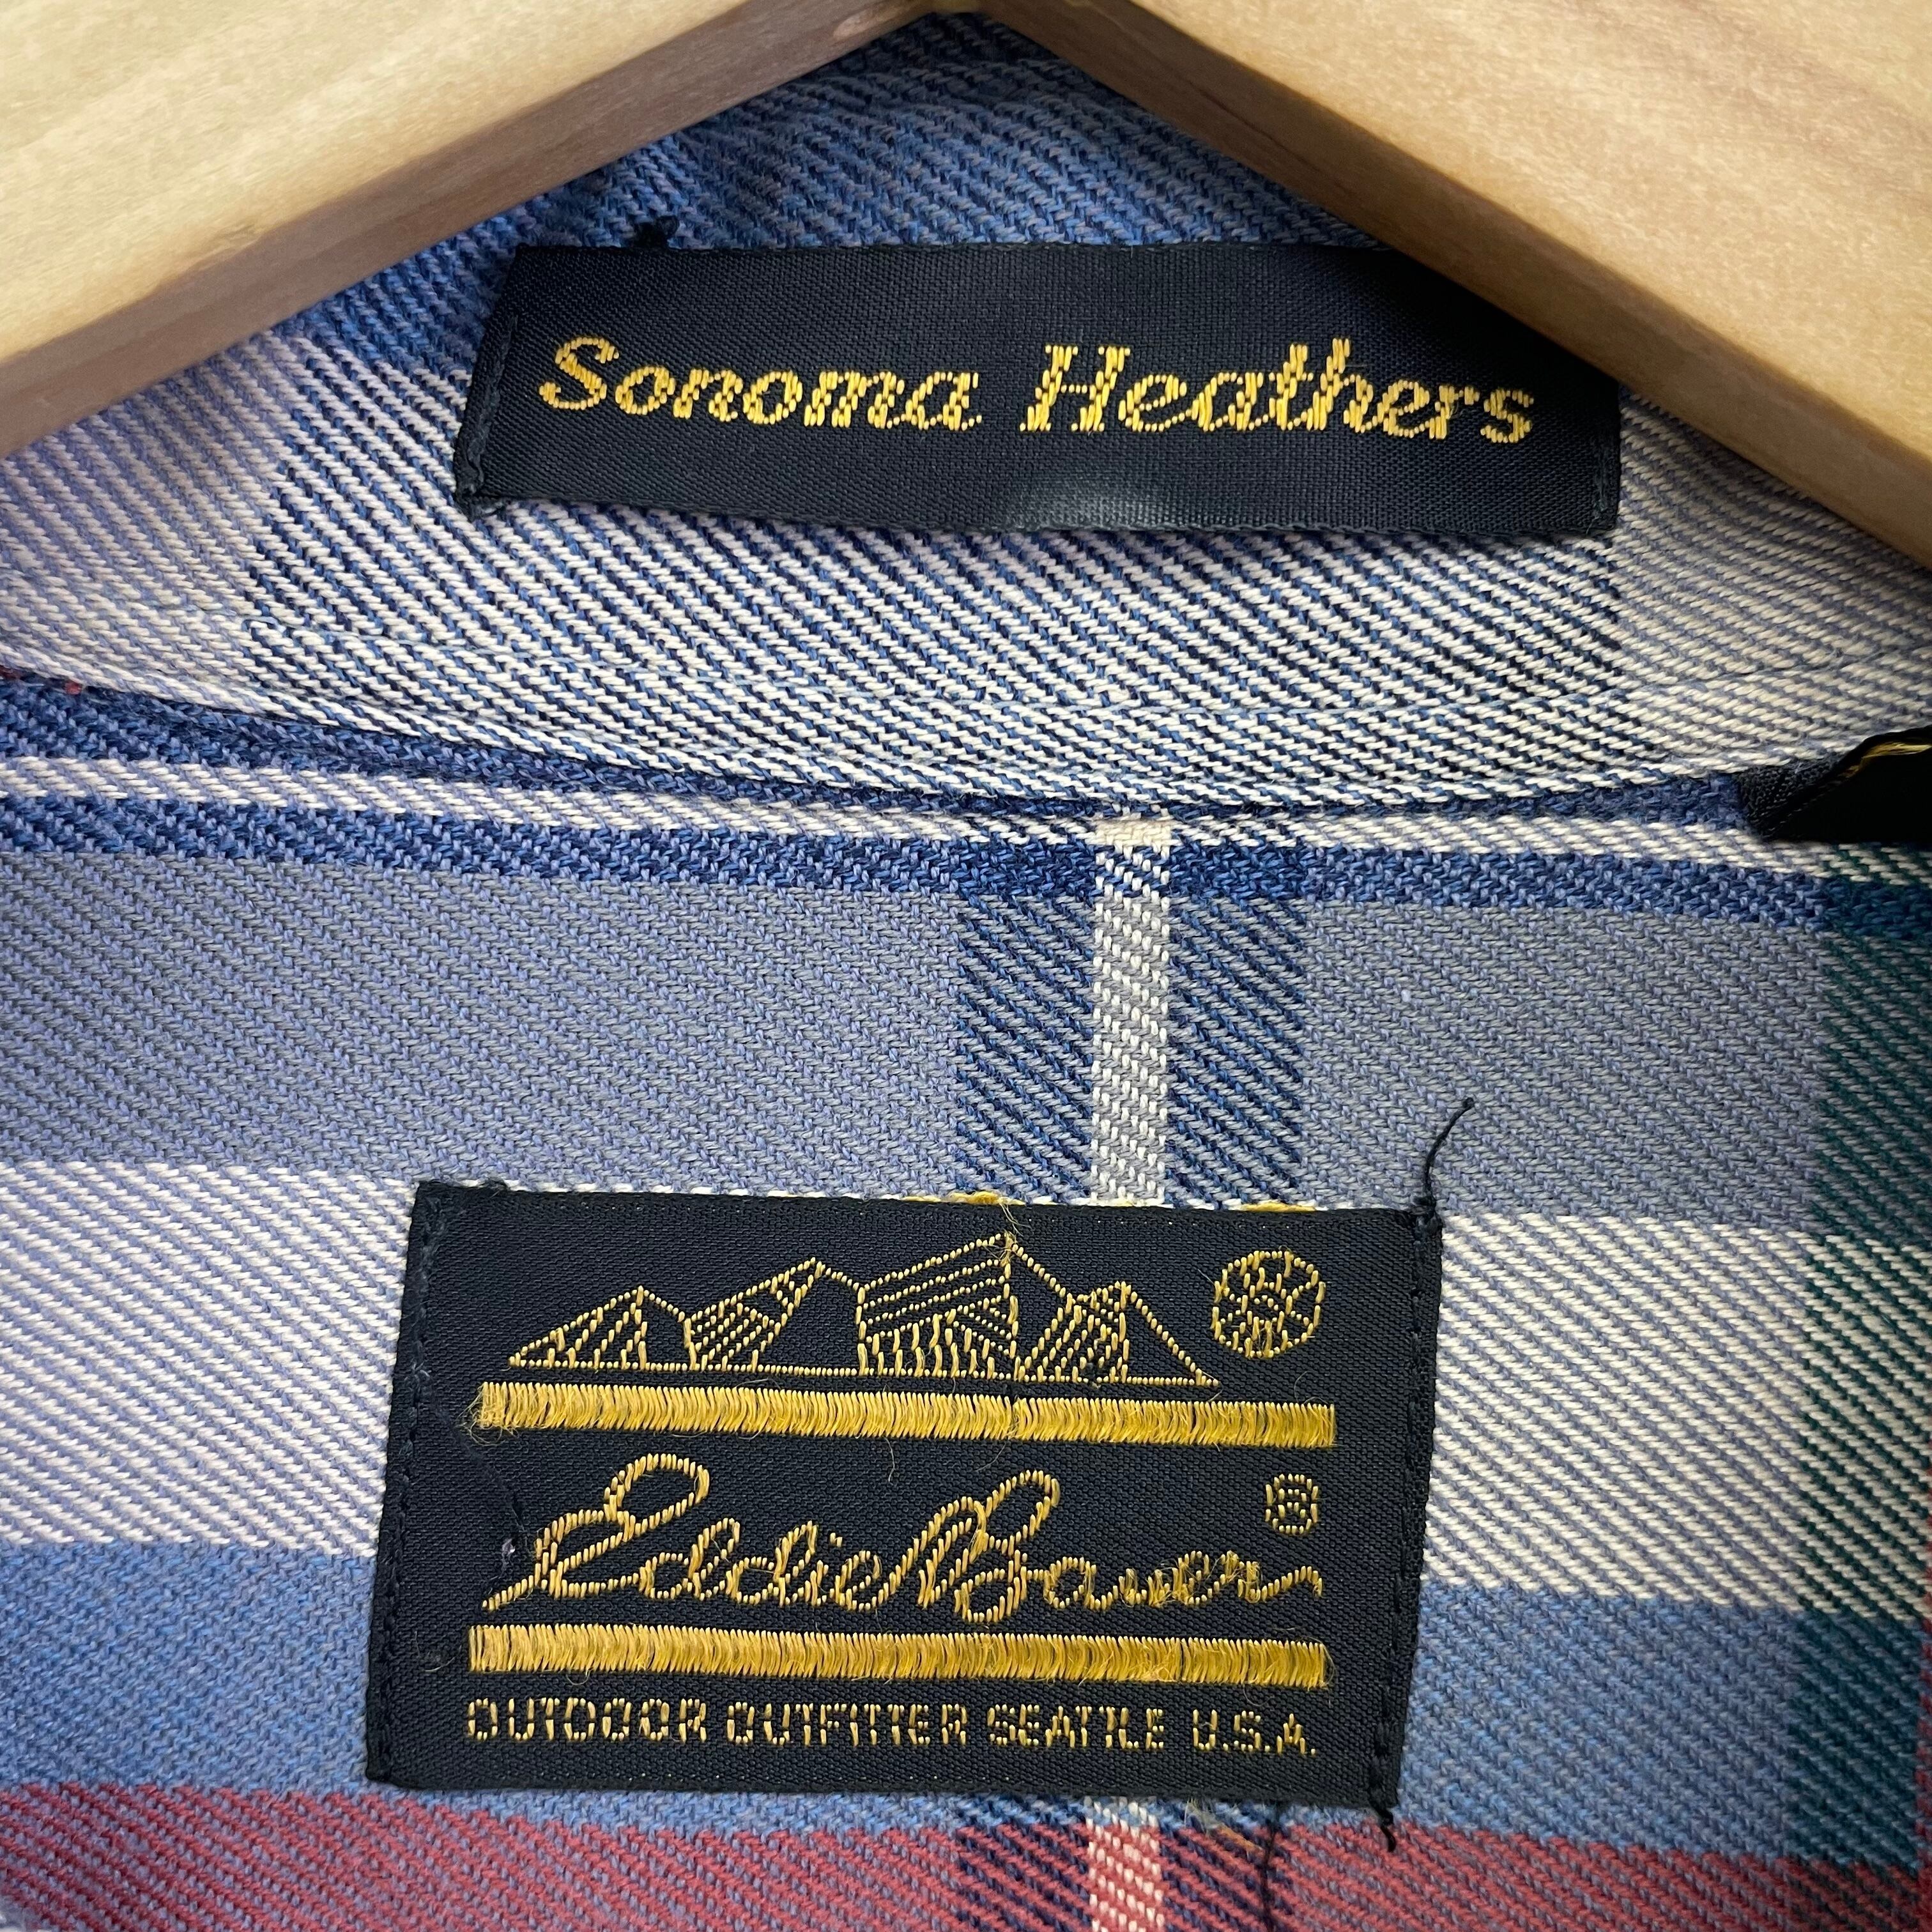 Sonoma Heathers
Eddie Bauer ®
OUTDOOR OUTFITTER SEATTLE U.S.A.